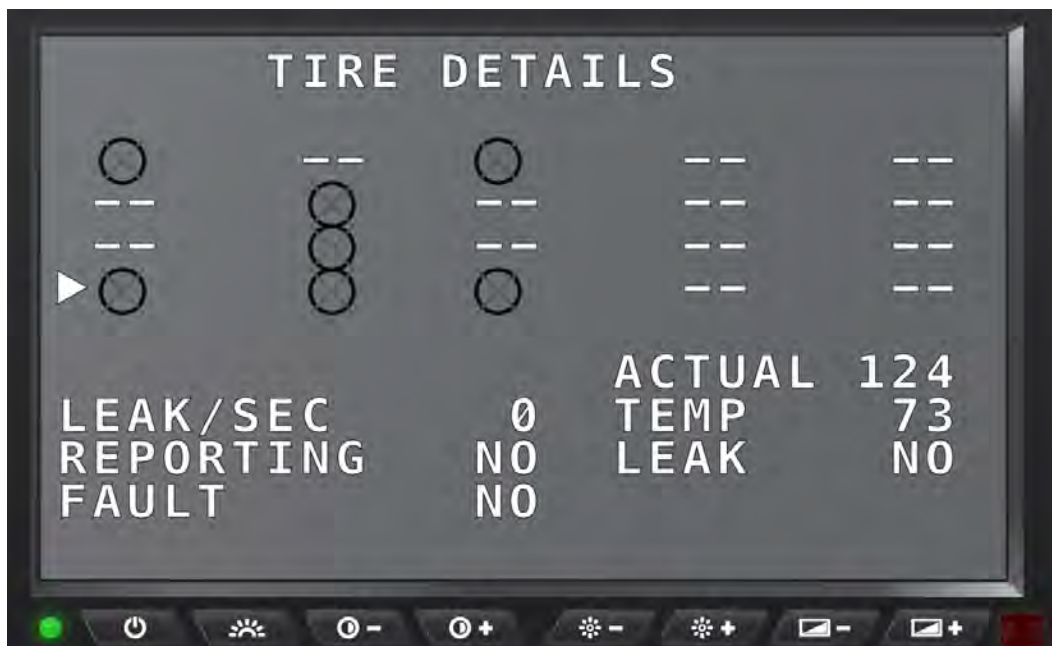 TIRE DETAILS
-- -- --
-- -- -- --
-- -- -- --
-- --
ACTUAL 124
LEAK/SEC 0 TEMP 73
REPORTING NO LEAK NO
FAULT NO
- + - + - +